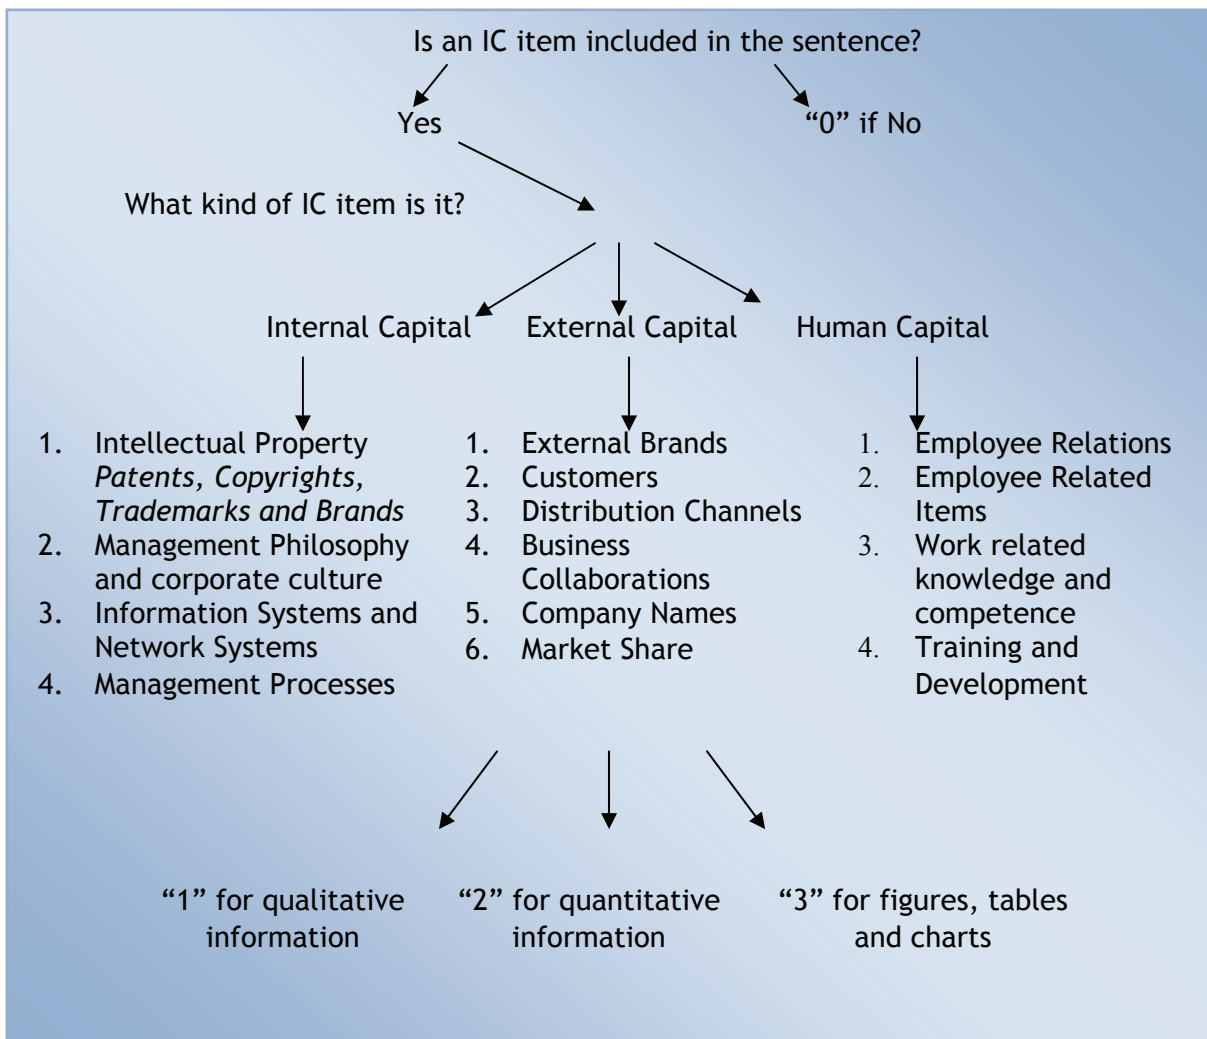 Is an IC item included in the sentence?
Yes
“0” if No
What kind of IC item is it?
Internal Capital
External Capital
Human Capital
1. Intellectual Property
Patents, Copyrights,
Trademarks and Brands
2. Management Philosophy
and corporate culture
3. Information Systems and
Network Systems
4. Management Processes
1. External Brands
2. Customers
3. Distribution Channels
4. Business
Collaborations
5. Company Names
6. Market Share
1. Employee Relations
2. Employee Related
Items
3. Work related
knowledge and
competence
4. Training and
Development
“1” for qualitative
information
“2” for quantitative
information
“3” for figures, tables
and charts